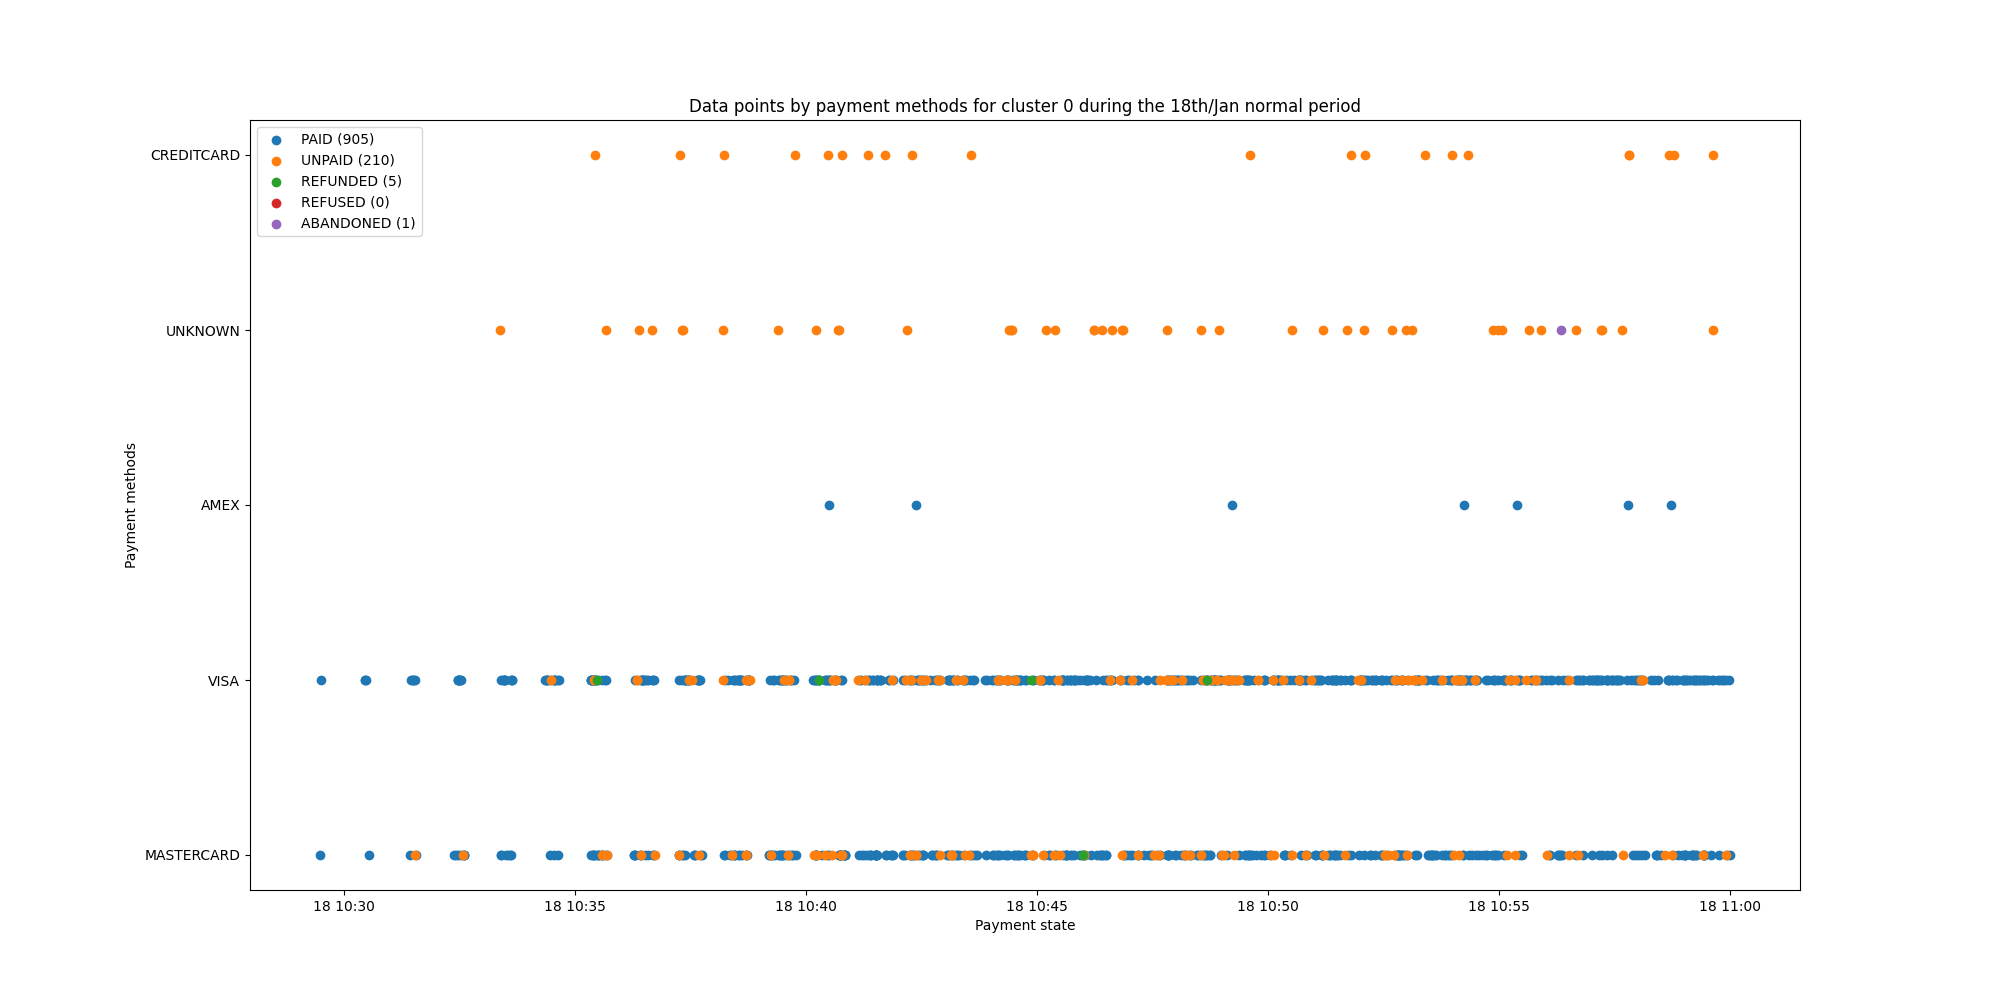 Data points by payment methods for cluster 0 during the 18th/Jan normal period
PAID (905)
UNPAID (210)
REFUNDED (5)
REFUSED (0)
ABANDONED (1)
CREDITCARD
UNKNOWN
AMEX
VISA
MASTERCARD
Payment methods
18 10:30
18 10:35
18 10:40
18 10:45
18 10:50
18 10:55
18 11:00
Payment state